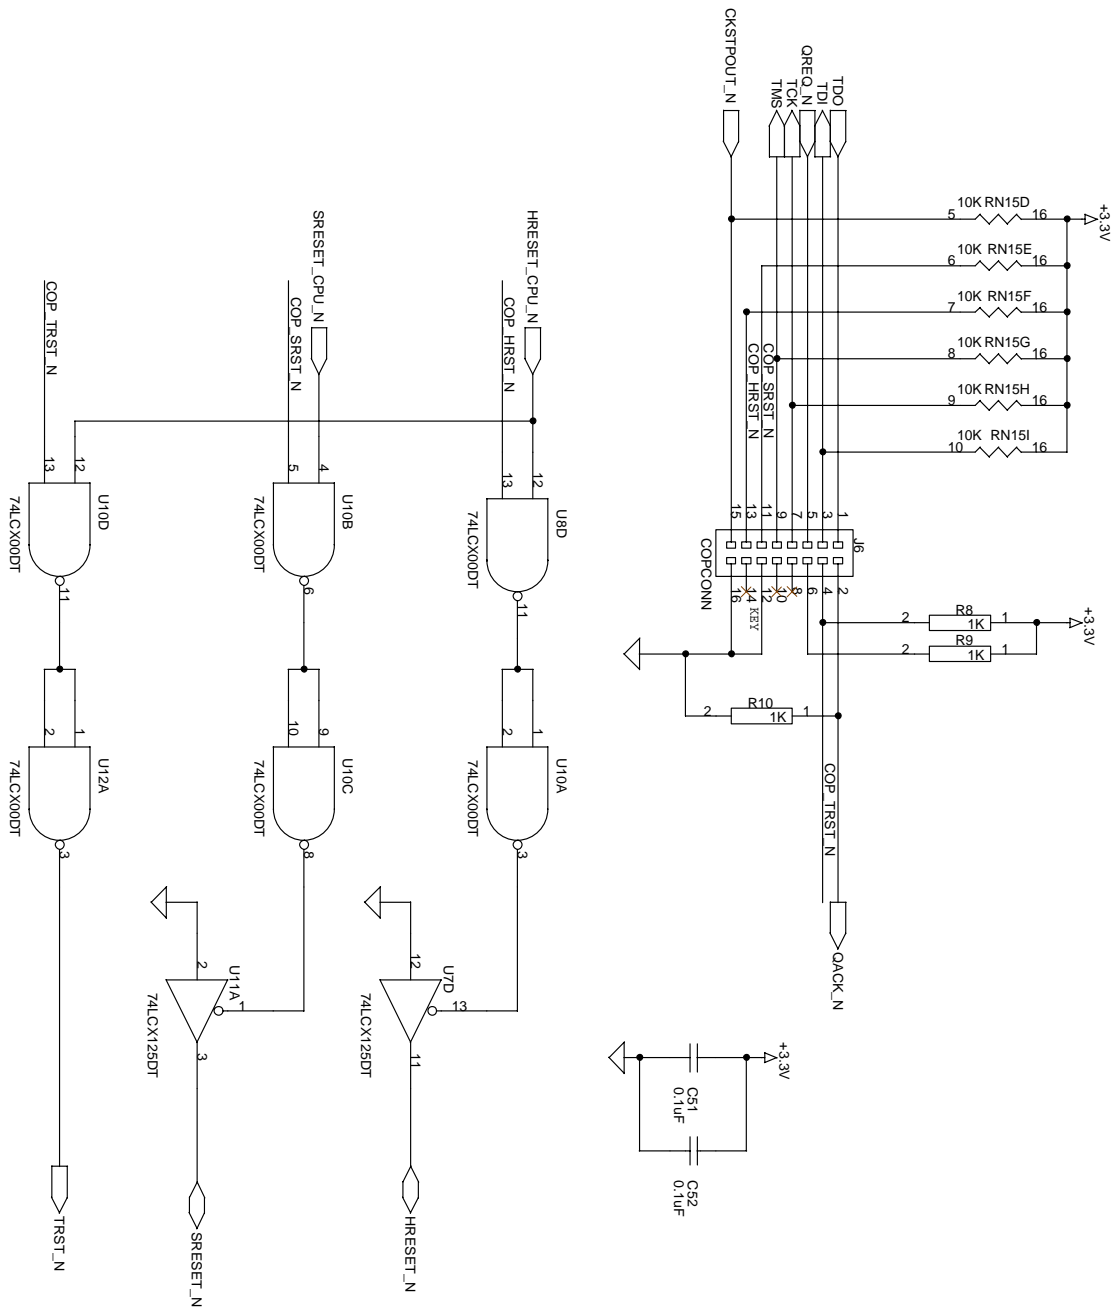 CKSTPOUT_N
TMS
TCK
QREQ_N
TDI
TDO
+3.3V
10K RN15D
5
16
10K RN15E
6
16
10K RN15F
7
16
10K RN15G
8
16
10K RN15H
9
16
10K RN15I
10
16
COP_SRST_N
COP_HRST_N
15
13
11
9
7
5
3
1
J6
COPCONN
16
14
12
10
8
6
4
2
KEY
+3.3V
R8
1K
2
1
R9
1K
2
1
R10
1K
2
1
COP_TRST_N
QACK_N
+3.3V
C51
0.1uF
C52
0.1uF
HRESET_CPU_N
COP_HRST_N
12
13
U8D
74LCX00DT
11
1
2
U10A
74LCX00DT
3
12
13
U7D
74LCX125DT
11
HRESET_N
SRESET_CPU_N
COP_SRST_N
4
5
U10B
74LCX00DT
6
9
10
U10C
74LCX00DT
8
2
1
U11A
74LCX125DT
3
SRESET_N
COP_TRST_N
12
13
U10D
74LCX00DT
11
1
2
U12A
74LCX00DT
3
TRST_N